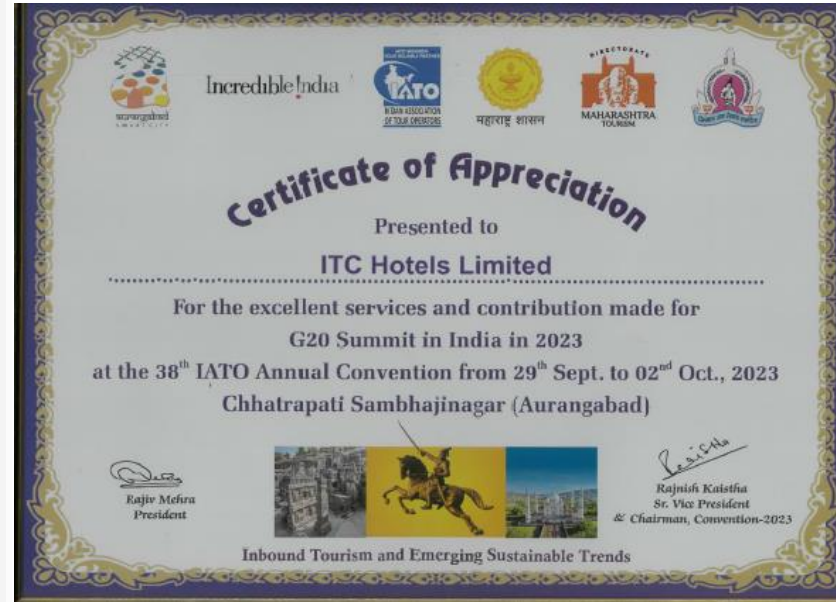 aurangabad
SMART CITY
Incredible !ndia
IATO
INDIAN ASSOCIATION
OF TOUR OPERATORS
महाराष्ट्र शासन
DIRECTORATE
MAHARASHTRA
TOURISM
Certificate of Appreciation
Presented to
ITC Hotels Limited
For the excellent services and contribution made for
G20 Summit in India in 2023
at the 38th IATO Annual Convention from 29th Sept. to 02nd Oct., 2023
Chhatrapati Sambhajinagar (Aurangabad)
Rajiv Mehra
President
Rajnish Kaistha
Sr. Vice President
& Chairman, Convention-2023
Inbound Tourism and Emerging Sustainable Trends